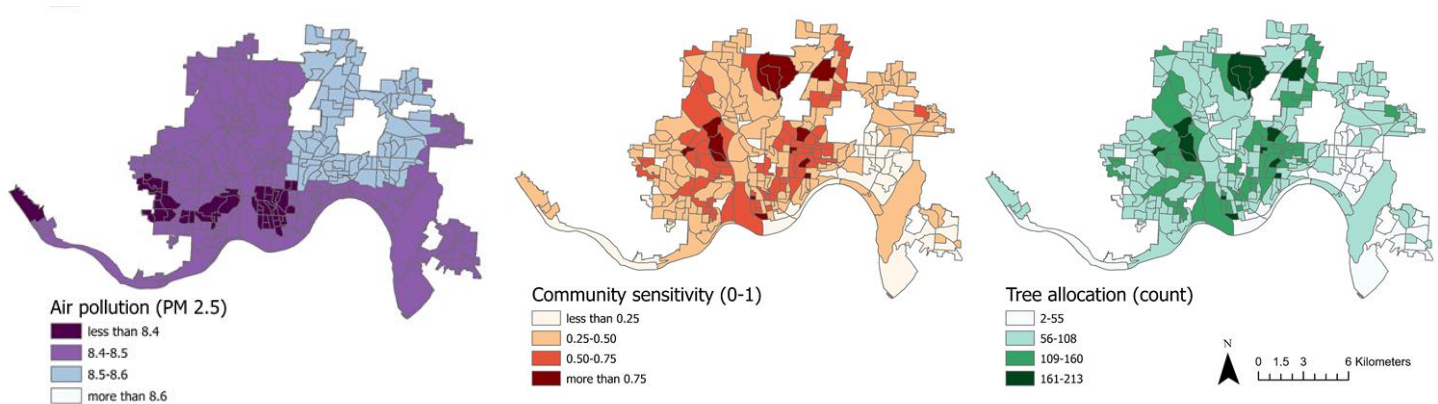 Air pollution (PM 2.5)
less than 8.4
8.4-8.5
8.5-8.6
more than 8.6
Community sensitivity (0-1)
less than 0.25
0.25-0.50
0.50-0.75
more than 0.75
Tree allocation (count)
2-55
56-108
109-160
161-213
N
0 1.5 3 6 Kilometers